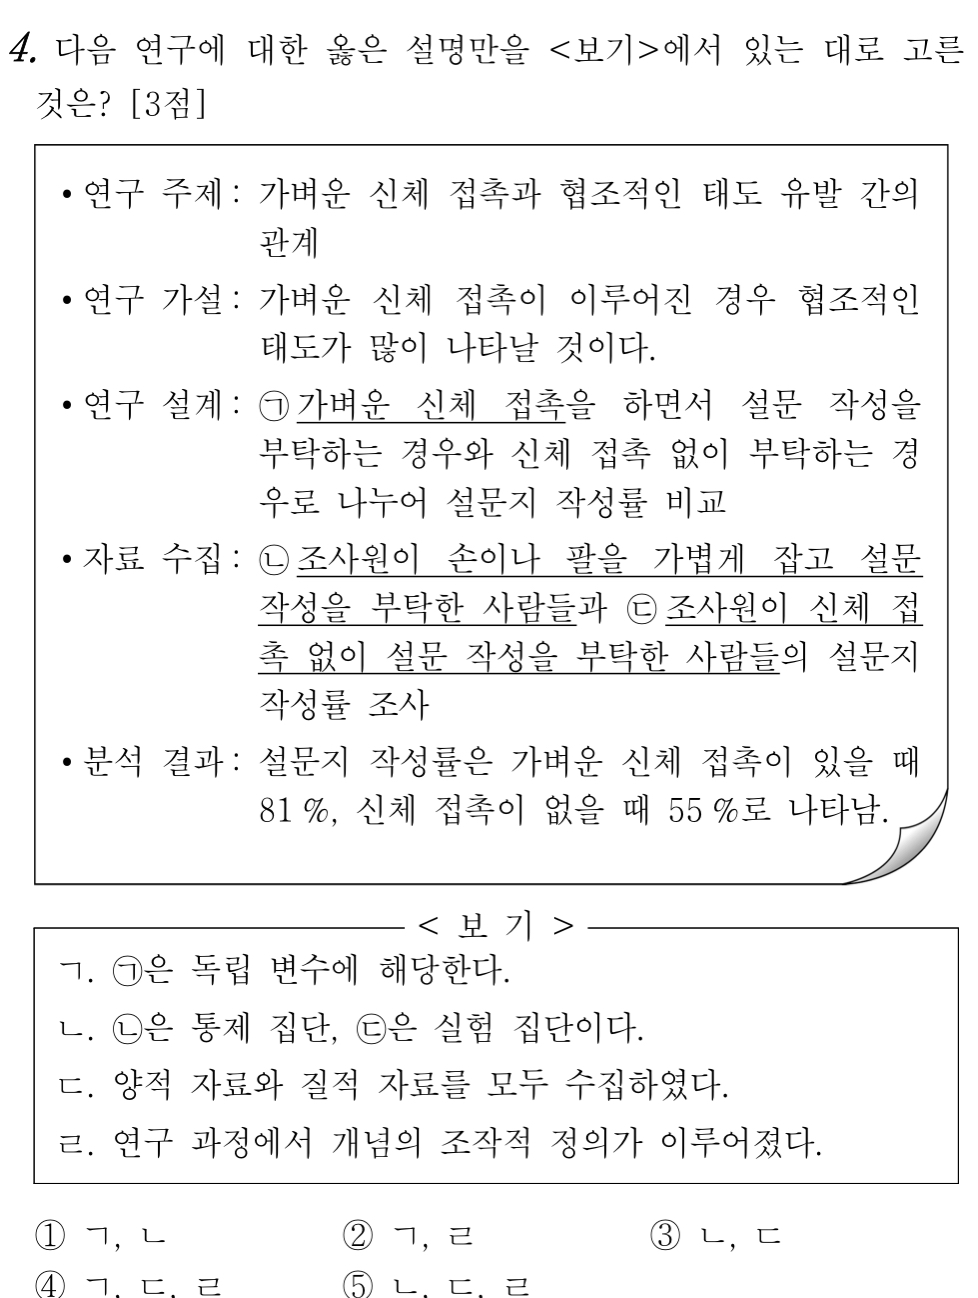 4. 다음 연구에 대한 옳은 설명만을 <보기>에서 있는 대로 고른
것은? [3점]
• 연구 주제 : 가벼운 신체 접촉과 협조적인 태도 유발 간의
관계
• 연구 가설 : 가벼운 신체 접촉이 이루어진 경우 협조적인
태도가 많이 나타날 것이다.
• 연구 설계 : ㉠ 가벼운 신체 접촉을 하면서 설문 작성을
부탁하는 경우와 신체 접촉 없이 부탁하는 경
우로 나누어 설문지 작성률 비교
• 자료 수집 : ㉡ 조사원이 손이나 팔을 가볍게 잡고 설문
작성을 부탁한 사람들과 ㉢ 조사원이 신체 접
촉 없이 설문 작성을 부탁한 사람들의 설문지
작성률 조사
• 분석 결과 : 설문지 작성률은 가벼운 신체 접촉이 있을 때
81 %, 신체 접촉이 없을 때 55 %로 나타남.
< 보 기 >
ㄱ. ㉠은 독립 변수에 해당한다.
ㄴ. ㉡은 통제 집단, ㉢은 실험 집단이다.
ㄷ. 양적 자료와 질적 자료를 모두 수집하였다.
ㄹ. 연구 과정에서 개념의 조작적 정의가 이루어졌다.
① ㄱ, ㄴ ② ㄱ, ㄹ ③ ㄴ, ㄷ
④ ㄱ, ㄷ, ㄹ ⑤ ㄴ, ㄷ, ㄹ